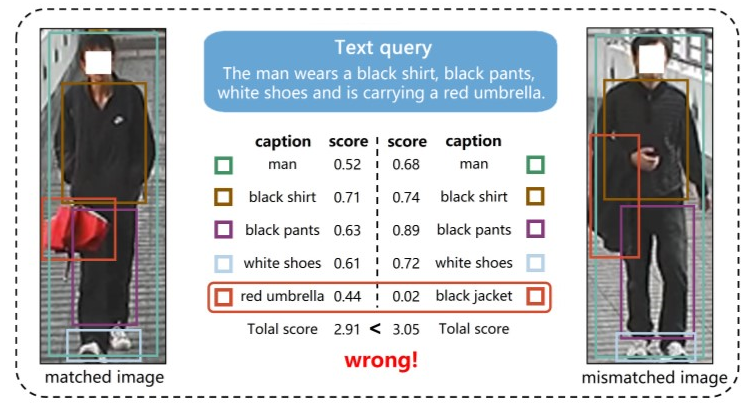 Text query
The man wears a black shirt, black pants,
white shoes and is carrying a red umbrella.
caption score score caption
man 0.52 0.68 man
black shirt 0.71 0.74 black shirt
black pants 0.63 0.89 black pants
white shoes 0.61 0.72 white shoes
red umbrella 0.44 0.02 black jacket
Tolal score 2.91 < 3.05 Tolal score
wrong!
matched image
mismatched image